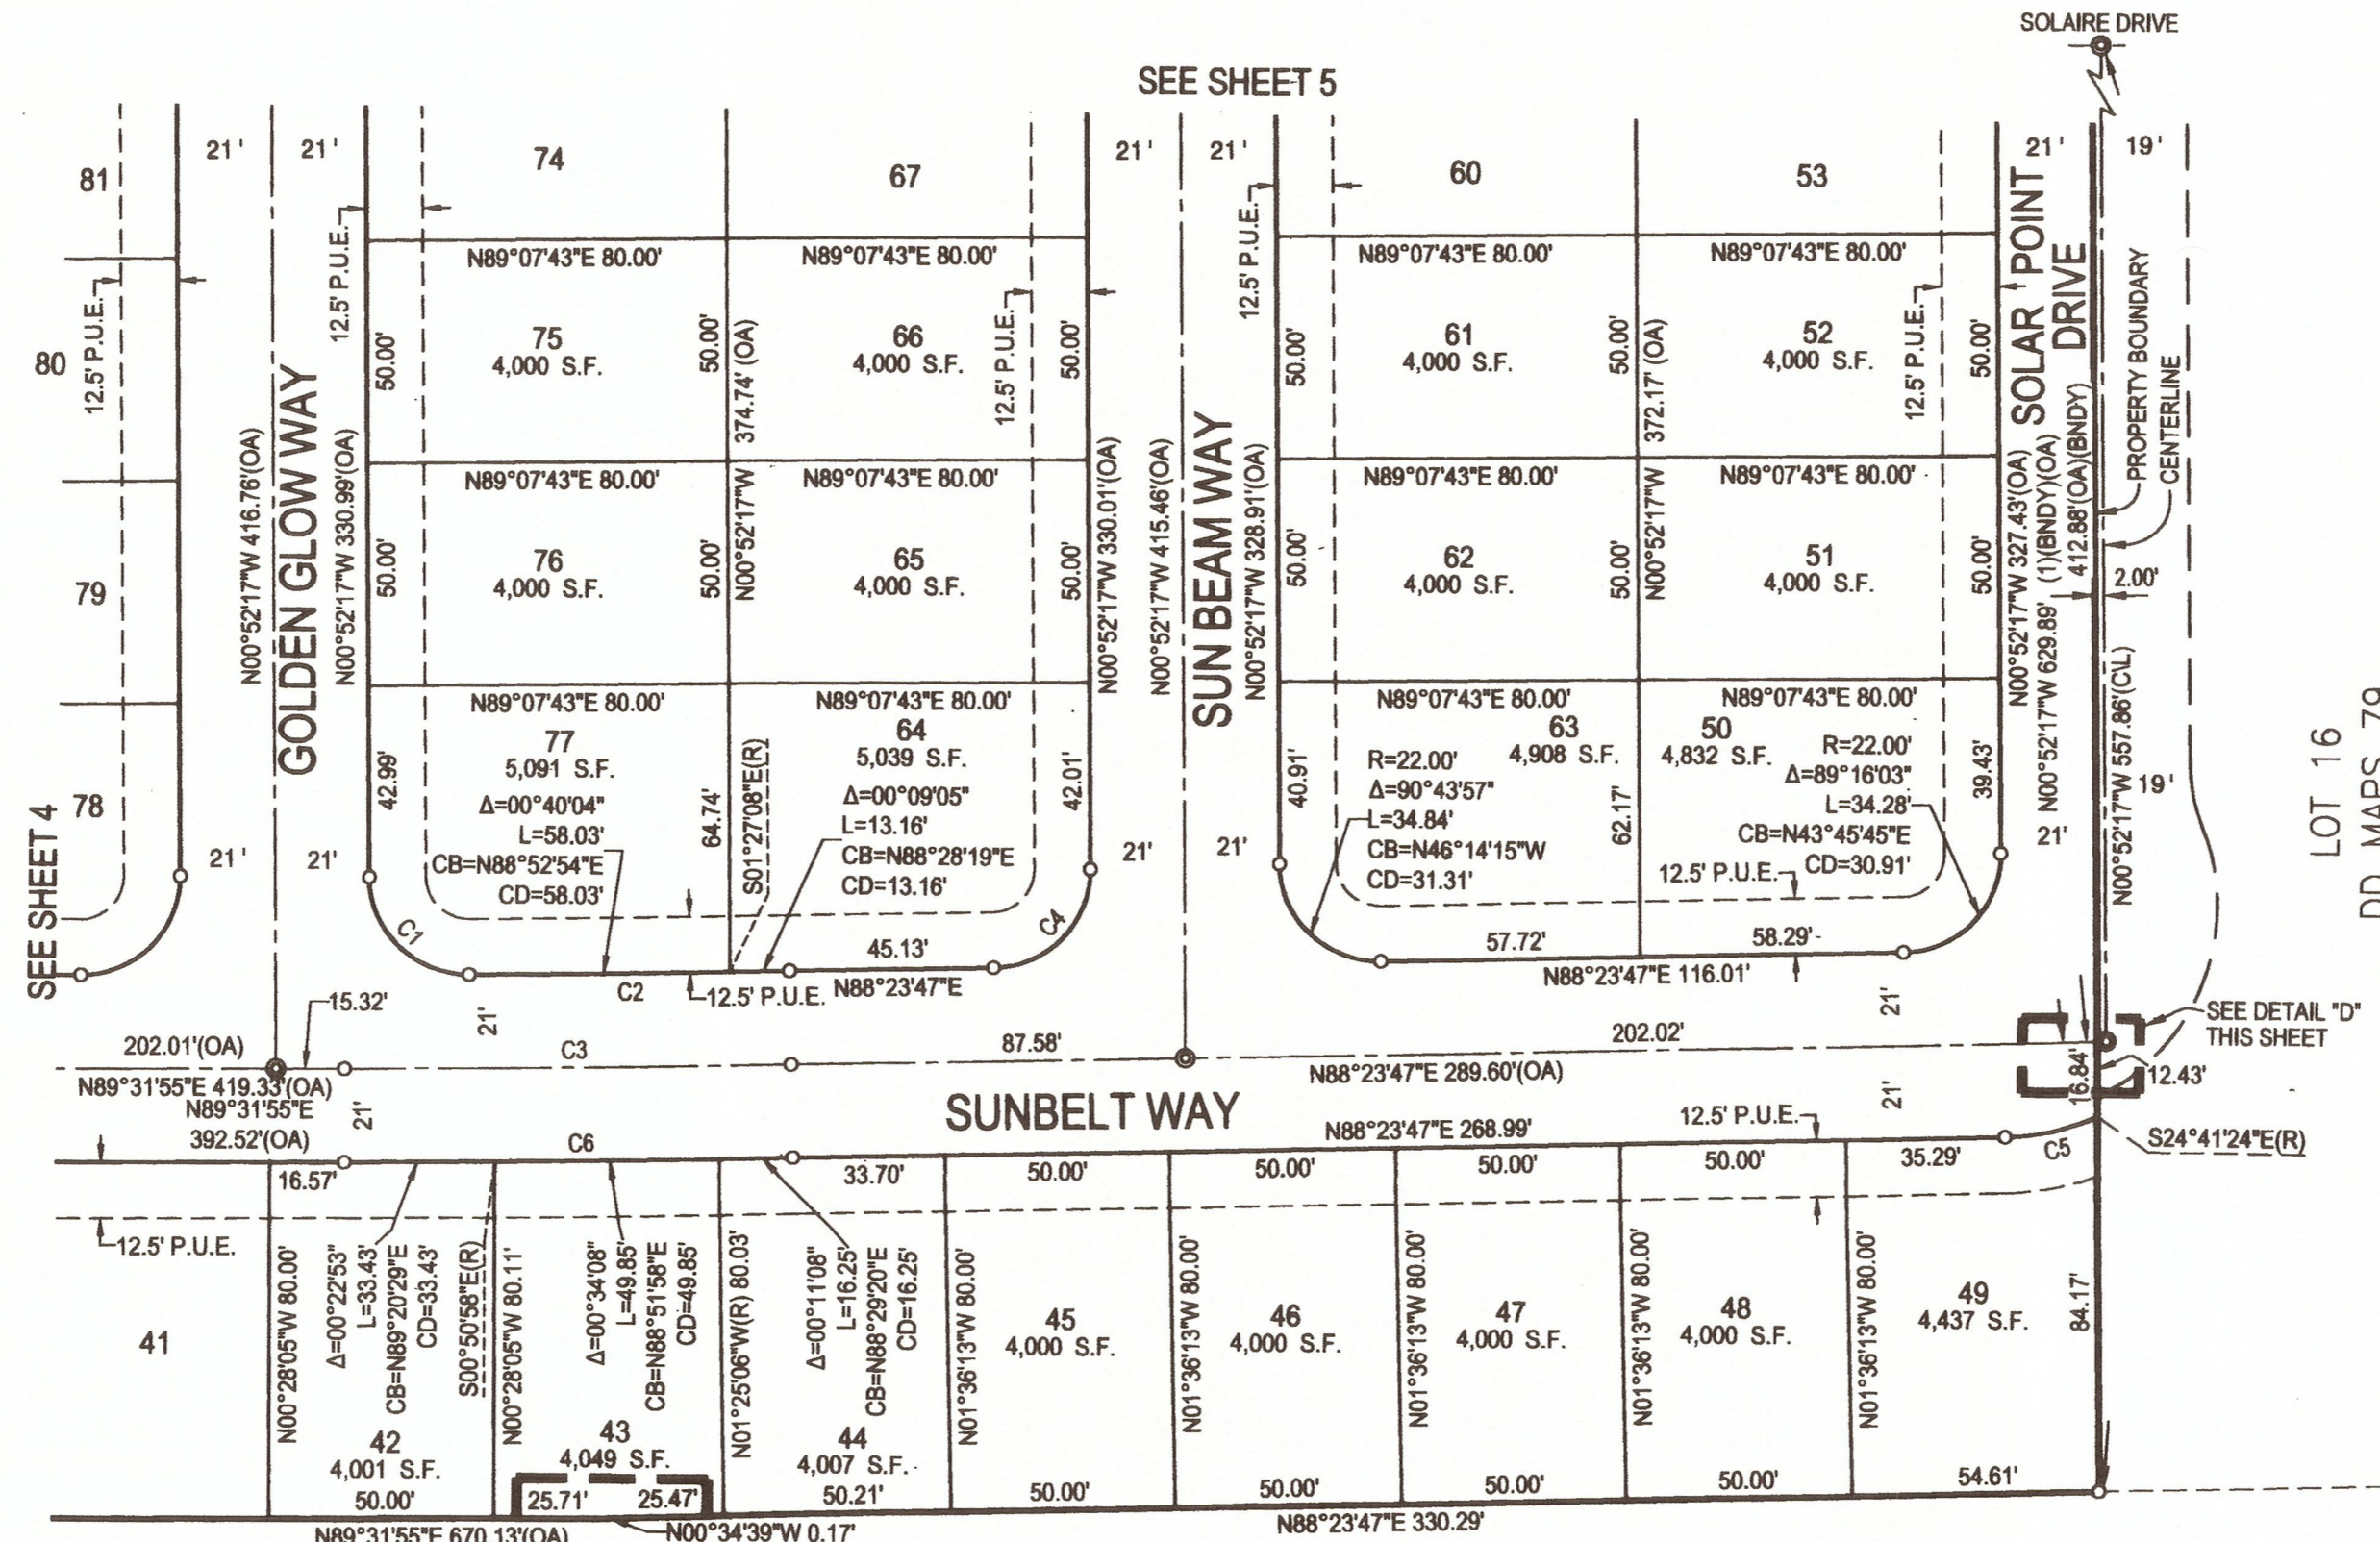 SOLAIRE DRIVE
SEE SHEET 5
81
21'
21'
74
67
21'
21'
60
53
21'
19'
12.5' P.U.E.
12.5' P.U.E.
SOLAR POINT
DRIVE
N89°07'43"E 80.00'
N89°07'43"E 80.00'
N89°07'43"E 80.00'
N89°07'43"E 80.00'
80
12.5' P.U.E.
50.00'
75
4,000 S.F.
50.00'
374.74' (OA)
66
4,000 S.F.
12.5' P.U.E.
50.00'
50.00'
61
4,000 S.F.
50.00'
372.17' (OA)
52
4,000 S.F.
12.5' P.U.E.
50.00'
PROPERTY BOUNDARY
CENTERLINE
N00°52'17"W 416.76'(OA)
GOLDEN GLOW WAY
N00°52'17"W 330.99'(OA)
N89°07'43"E 80.00'
N89°07'43"E 80.00'
N00°52'17"W 330.01'(OA)
N00°52'17"W 415.46'(OA)
SUN BEAM WAY
N00°52'17"W 328.91'(OA)
N89°07'43"E 80.00'
N89°07'43"E 80.00'
N00°52'17"W 327.43'(OA)
N00°52'17"W 629.89' (1)(BNDY)(OA)
412.88'(OA)(BNDY)
2.00'
79
50.00'
76
4,000 S.F.
50.00'
N00°52'17"W
65
4,000 S.F.
50.00'
50.00'
62
4,000 S.F.
50.00'
N00°52'17"W
51
4,000 S.F.
50.00'
N00°52'17"W 557.86'(C\L)
N89°07'43"E 80.00'
N89°07'43"E 80.00'
N89°07'43"E 80.00'
N89°07'43"E 80.00'
SEE SHEET 4
78
21'
21'
42.99'
77
5,091 S.F.
Δ=00°40'04"
L=58.03'
CB=N88°52'54"E
CD=58.03'
64.74'
S01°27'08"E(R)
64
5,039 S.F.
Δ=00°09'05"
L=13.16'
CB=N88°28'19"E
CD=13.16'
42.01'
21'
21'
40.91'
63
4,908 S.F.
R=22.00'
Δ=90°43'57"
L=34.84'
CB=N46°14'15"W
CD=31.31'
62.17'
50
4,832 S.F.
R=22.00'
Δ=89°16'03"
L=34.28'
CB=N43°45'45"E
CD=30.91'
12.5' P.U.E.
39.43'
21'
19'
LOT 16
C1
C2
12.5' P.U.E.
45.13'
N88°23'47"E
C4
57.72'
58.29'
N88°23'47"E 116.01'
15.32'
21'
21'
SEE DETAIL "D"
THIS SHEET
202.01'(OA)
C3
87.58'
202.02'
N89°31'55"E 419.33'(OA)
N88°23'47"E 289.60'(OA)
16.84'
12.43'
N89°31'55"E
392.52'(OA)
21'
SUNBELT WAY
21'
12.5' P.U.E.
C6
N88°23'47"E 268.99'
C5
S24°41'24"E(R)
16.57'
33.70'
50.00'
50.00'
50.00'
50.00'
35.29'
12.5' P.U.E.
41
N00°28'05"W 80.00'
Δ=00°22'53"
L=33.43'
CB=N89°20'29"E
CD=33.43'
S00°50'58"E(R)
42
4,001 S.F.
50.00'
N00°28'05"W 80.11'
Δ=00°34'08"
L=49.85'
CB=N88°51'58"E
CD=49.85'
43
4,049 S.F.
25.71'
25.47'
N01°25'06"W(R) 80.03'
Δ=00°11'08"
L=16.25'
CB=N88°29'20"E
CD=16.25'
44
4,007 S.F.
50.21'
N01°36'13"W 80.00'
45
4,000 S.F.
50.00'
N01°36'13"W 80.00'
46
4,000 S.F.
50.00'
N01°36'13"W 80.00'
47
4,000 S.F.
50.00'
N01°36'13"W 80.00'
48
4,000 S.F.
50.00'
N01°36'13"W 80.00'
49
4,437 S.F.
54.61'
84.17'
N89°31'55"E 670.13'(OA)
N00°34'39"W 0.17'
N88°23'47"E 330.29'